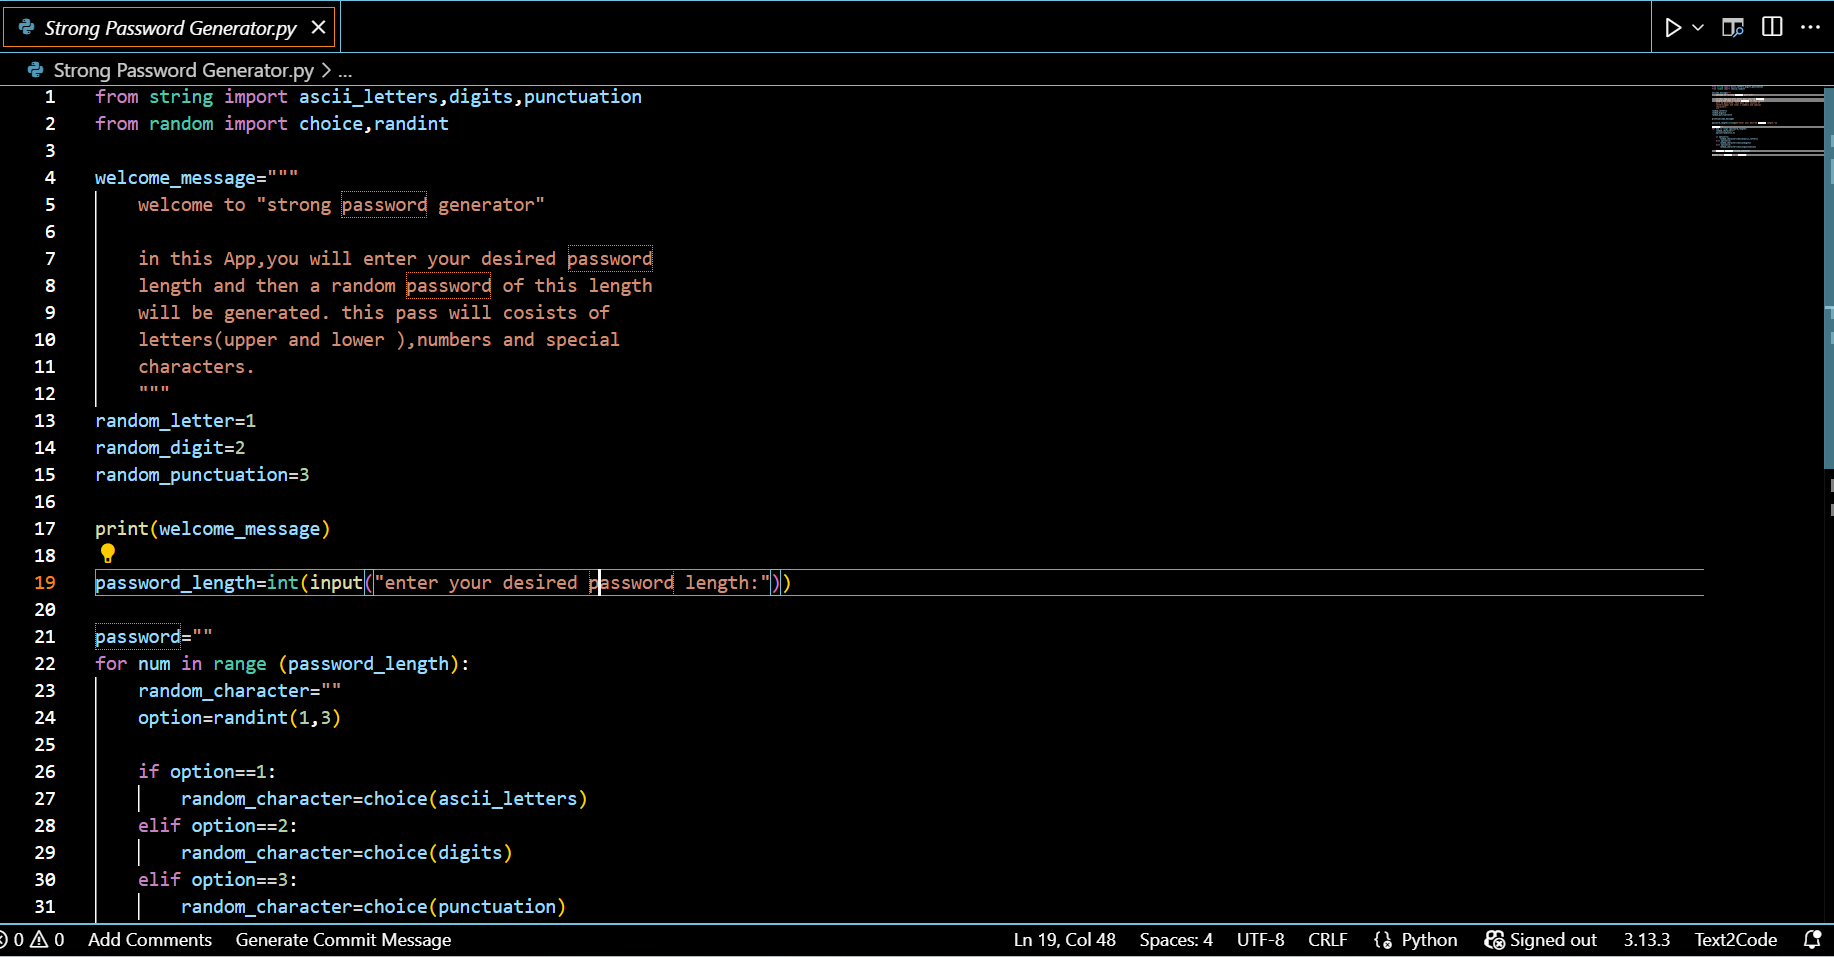 Strong Password Generator.py
Strong Password Generator.py > ...
1 from string import ascii_letters,digits,punctuation
2 from random import choice,randint
3
4 welcome_message="""
5     welcome to "strong password generator"
6
7     in this App,you will enter your desired password
8     length and then a random password of this length
9     will be generated. this pass will cosists of
10     letters(upper and lower ),numbers and special
11     characters.
12     """
13 random_letter=1
14 random_digit=2
15 random_punctuation=3
16
17 print(welcome_message)
18
19 password_length=int(input("enter your desired password length:"))
20
21 password=""
22 for num in range (password_length):
23     random_character=""
24     option=randint(1,3)
25
26     if option==1:
27         random_character=choice(ascii_letters)
28     elif option==2:
29         random_character=choice(digits)
30     elif option==3:
31         random_character=choice(punctuation)
0 0 Add Comments Generate Commit Message Ln 19, Col 48 Spaces: 4 UTF-8 CRLF {} Python Signed out 3.13.3 Text2Code